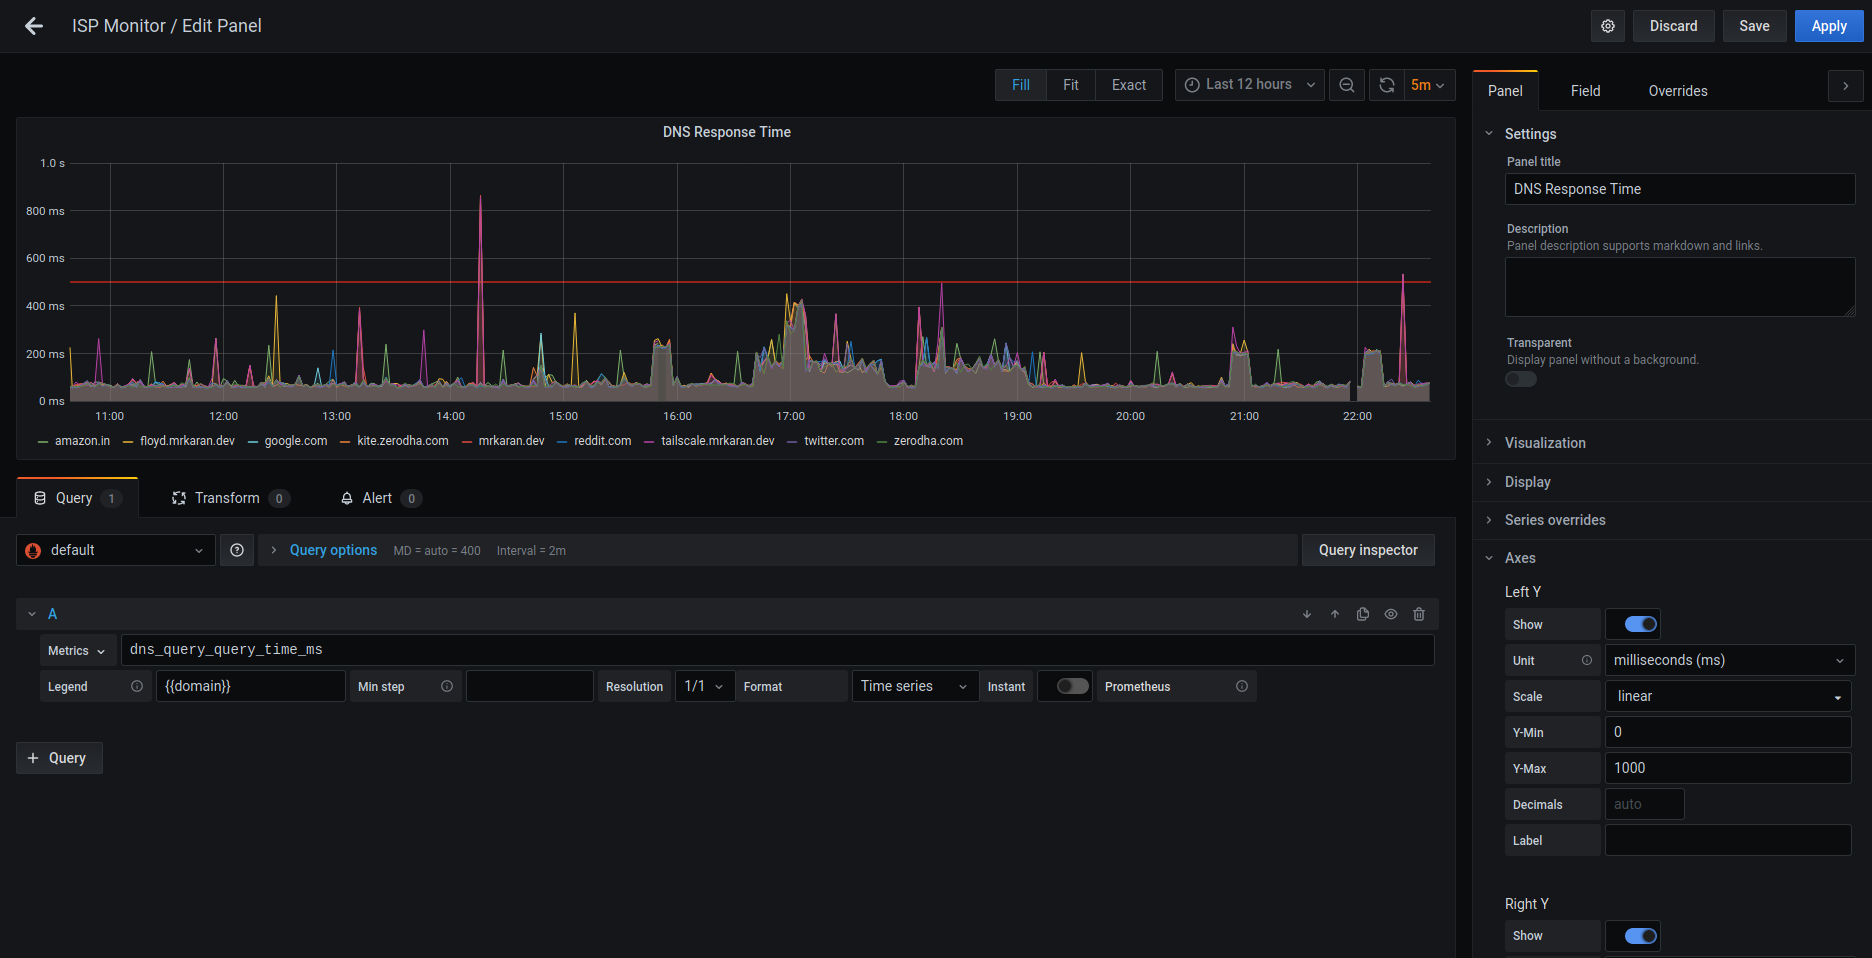 ISP Monitor / Edit Panel
Discard
Save
Apply
Fill
Fit
Exact
Last 12 hours
5m
DNS Response Time
1.0 s
800 ms
600 ms
400 ms
200 ms
0 ms
11:00 12:00 13:00 14:00 15:00 16:00 17:00 18:00 19:00 20:00 21:00 22:00
amazon.in floyd.mrkaran.dev google.com kite.zerodha.com mrkaran.dev reddit.com tailscale.mrkaran.dev twitter.com zerodha.com
Query 1
Transform 0
Alert 0
default
Query options MD = auto = 400 Interval = 2m
Query inspector
A
Metrics
dns_query_query_time_ms
Legend
{{domain}}
Min step
Resolution
1/1
Format
Time series
Instant
Prometheus
+ Query
Panel
Field
Overrides
Settings
Panel title
DNS Response Time
Description
Panel description supports markdown and links.
Transparent
Display panel without a background.
Visualization
Display
Series overrides
Axes
Left Y
Show
Unit milliseconds (ms)
Scale linear
Y-Min 0
Y-Max 1000
Decimals auto
Label
Right Y
Show